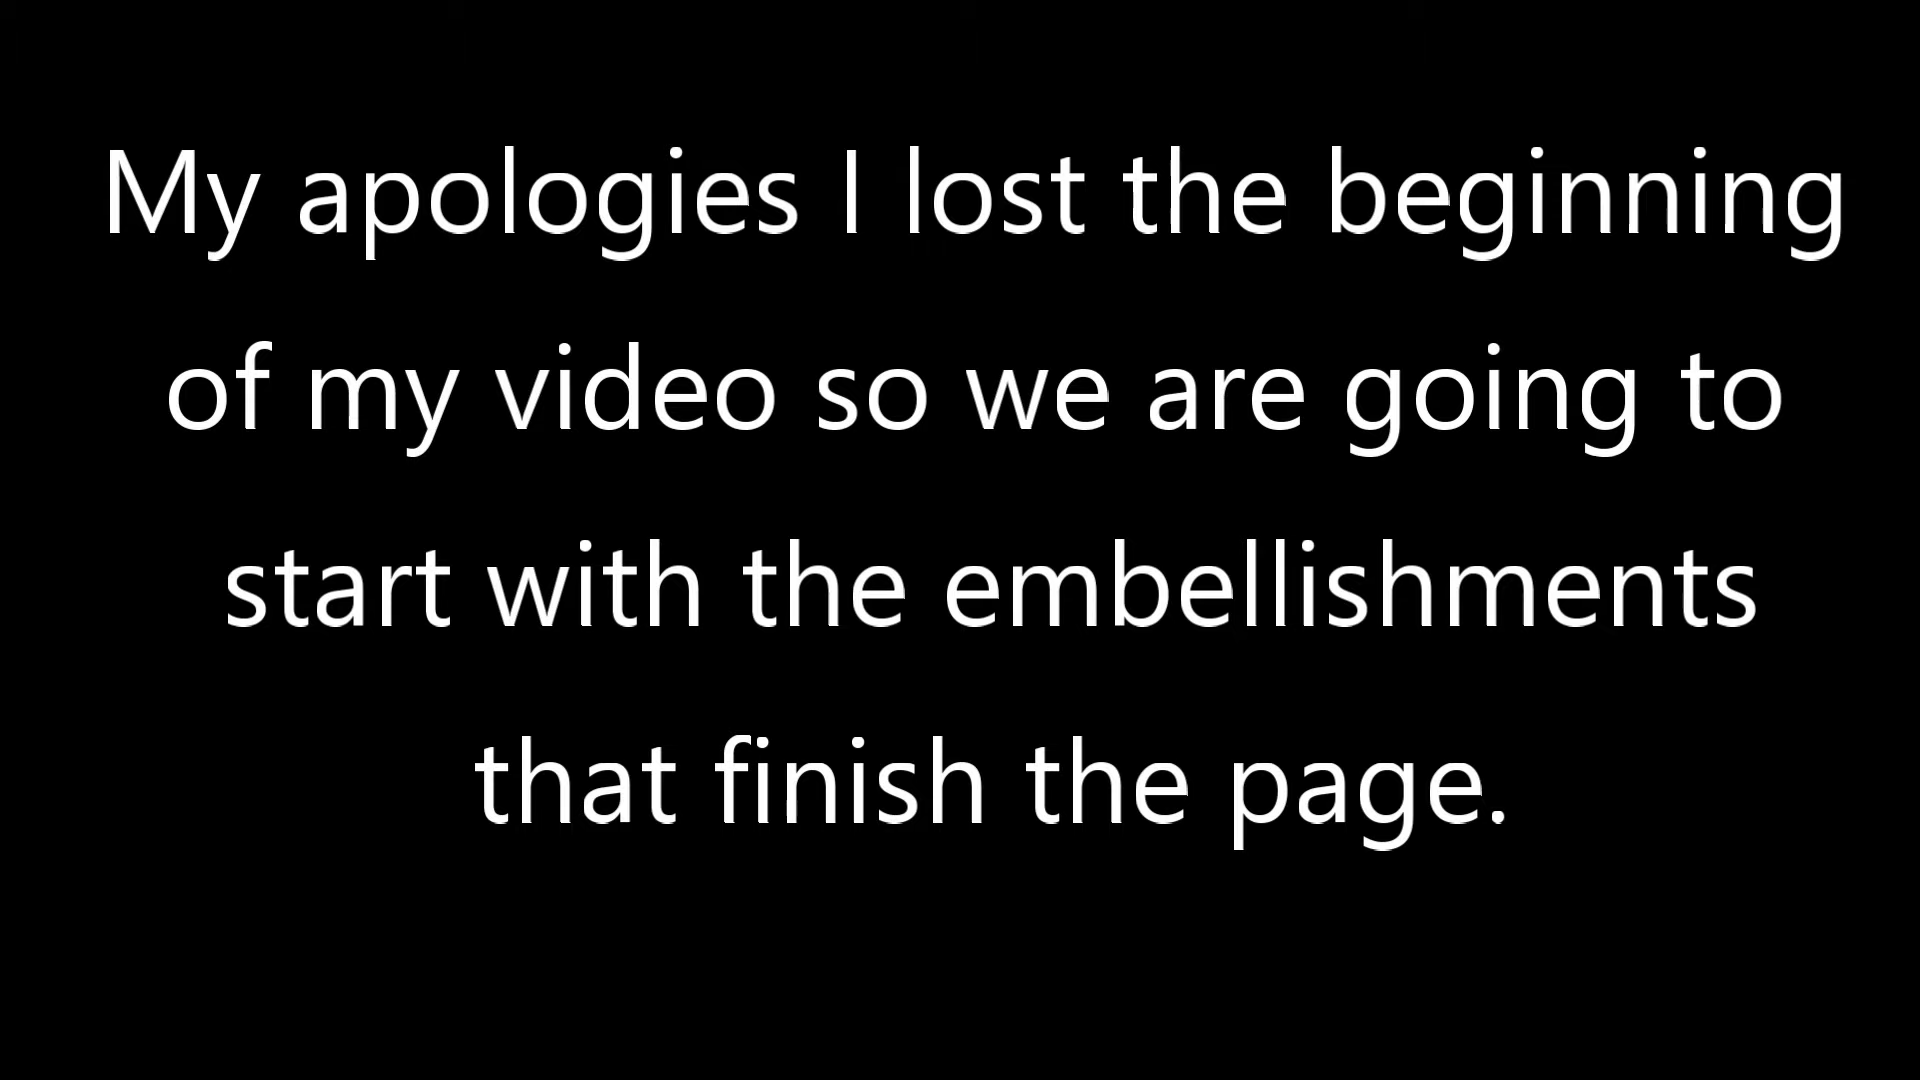 My apologies I lost the beginning
of my video so we are going to
start with the embellishments
that finish the page.